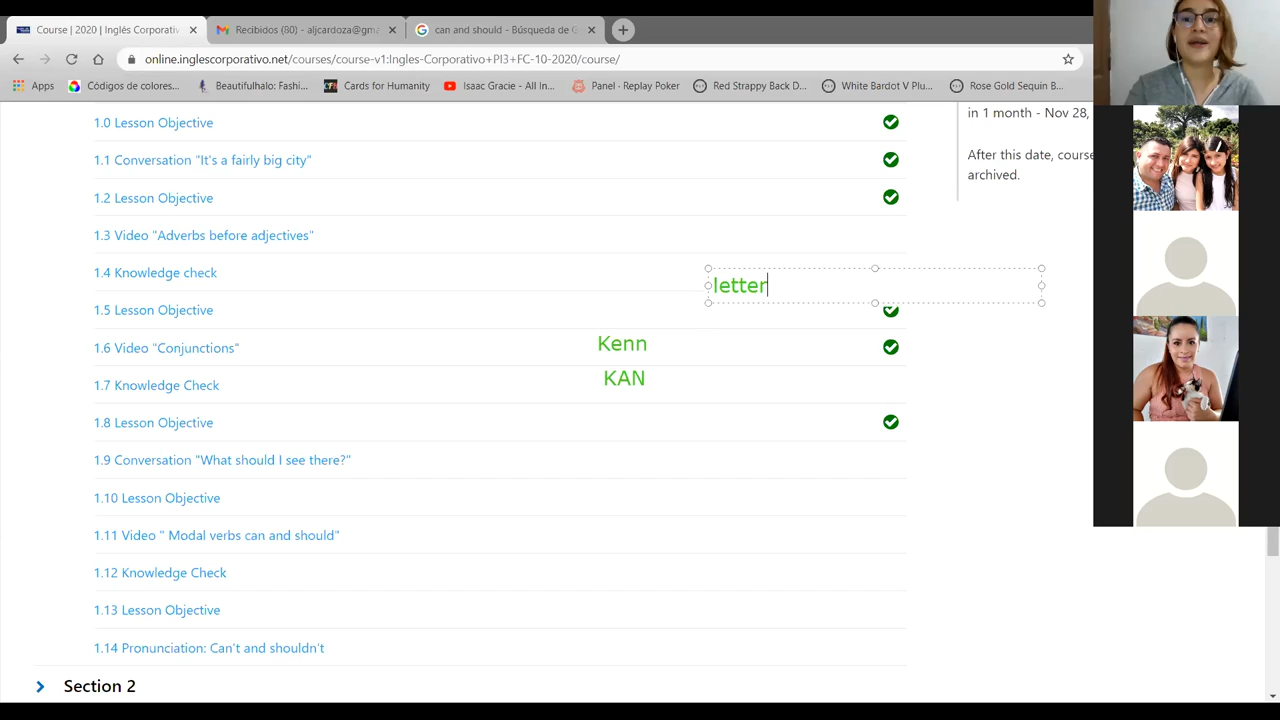 Course | 2020 | Inglés Corporativ
Recibidos (80) - aljcardoza@gma
can and should - Búsqueda de G
online.inglescorporativo.net/courses/course-v1:Ingles-Corporativo+PI3+FC-10-2020/course/
Apps
Códigos de colores...
Beautifulhalo: Fashi...
Cards for Humanity
Isaac Gracie - All In...
Panel · Replay Poker
Red Strappy Back D...
White Bardot V Plu...
Rose Gold Sequin B...
1.0 Lesson Objective
1.1 Conversation "It's a fairly big city"
1.2 Lesson Objective
1.3 Video "Adverbs before adjectives"
1.4 Knowledge check
1.5 Lesson Objective
1.6 Video "Conjunctions"
1.7 Knowledge Check
1.8 Lesson Objective
1.9 Conversation "What should I see there?"
1.10 Lesson Objective
1.11 Video " Modal verbs can and should"
1.12 Knowledge Check
1.13 Lesson Objective
1.14 Pronunciation: Can't and shouldn't
Section 2
letter
Kenn
KAN
in 1 month - Nov 28,
After this date, course
archived.